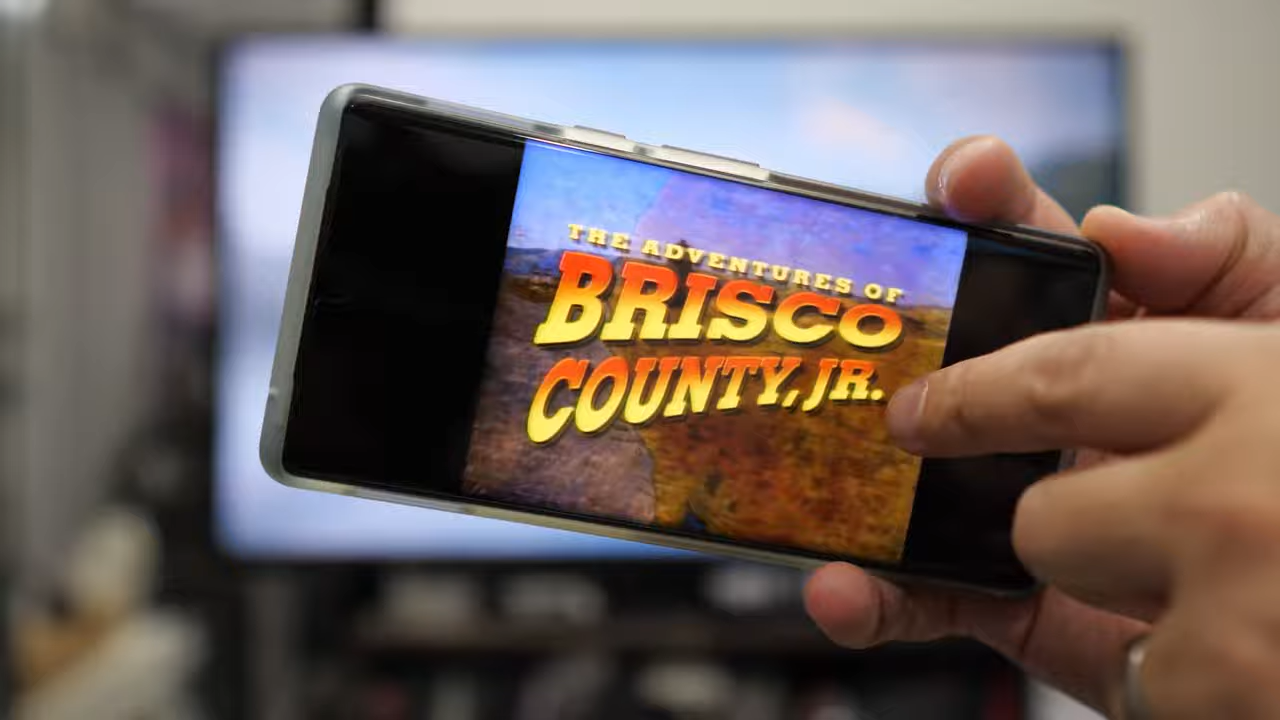 THE ADVENTURES OF
BRISCO
COUNTY, JR.